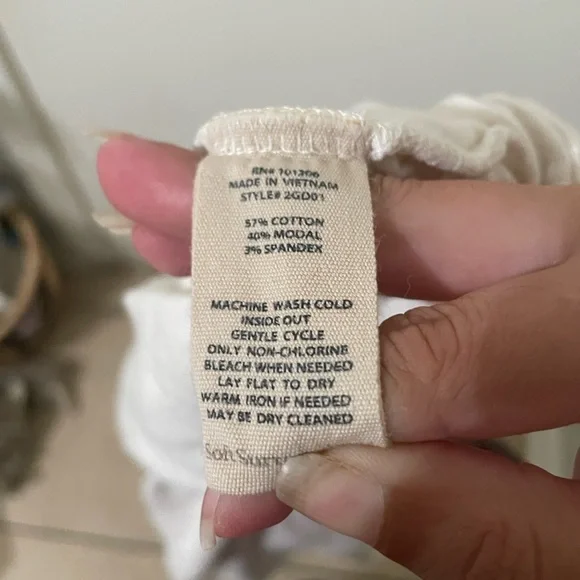 RN# 101306
MADE IN VIETNAM
STYLE# 2GD01
57% COTTON
40% MODAL
3% SPANDEX
MACHINE WASH COLD
INSIDE OUT
GENTLE CYCLE
ONLY NON-CHLORINE
BLEACH WHEN NEEDED
LAY FLAT TO DRY
WARM IRON IF NEEDED
MAY BE DRY CLEANED